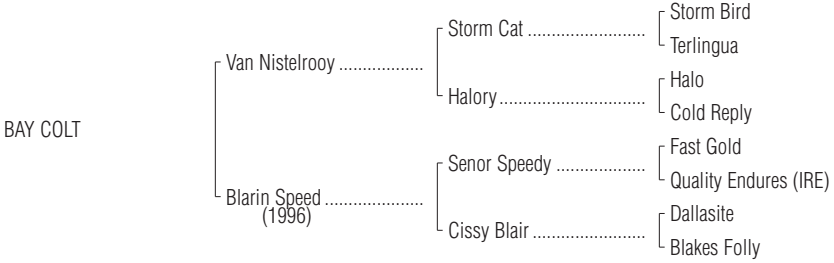 Storm Bird
Storm Cat ........................
Terlingua
Van Nistelrooy ..................
Halo
Halory..............................
Cold Reply
BAY COLT
Fast Gold
Senor Speedy ...................
Quality Endures (IRE)
Blarin Speed.....................
(1996)
Dallasite
Cissy Blair ........................
Blakes Folly